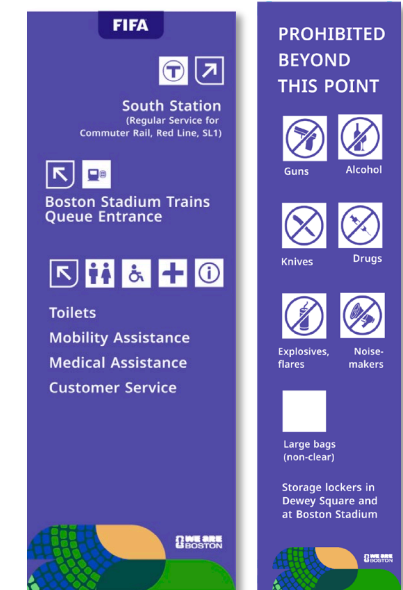 FIFA
T
South Station
(Regular Service for
Commuter Rail, Red Line, SL1)
Boston Stadium Trains
Queue Entrance
Toilets
Mobility Assistance
Medical Assistance
Customer Service
WE ARE
BOSTON
PROHIBITED
BEYOND
THIS POINT
Guns
Alcohol
Knives
Drugs
Explosives,
flares
Noise-
makers
Large bags
(non-clear)
Storage lockers in
Dewey Square and
at Boston Stadium
WE ARE
BOSTON